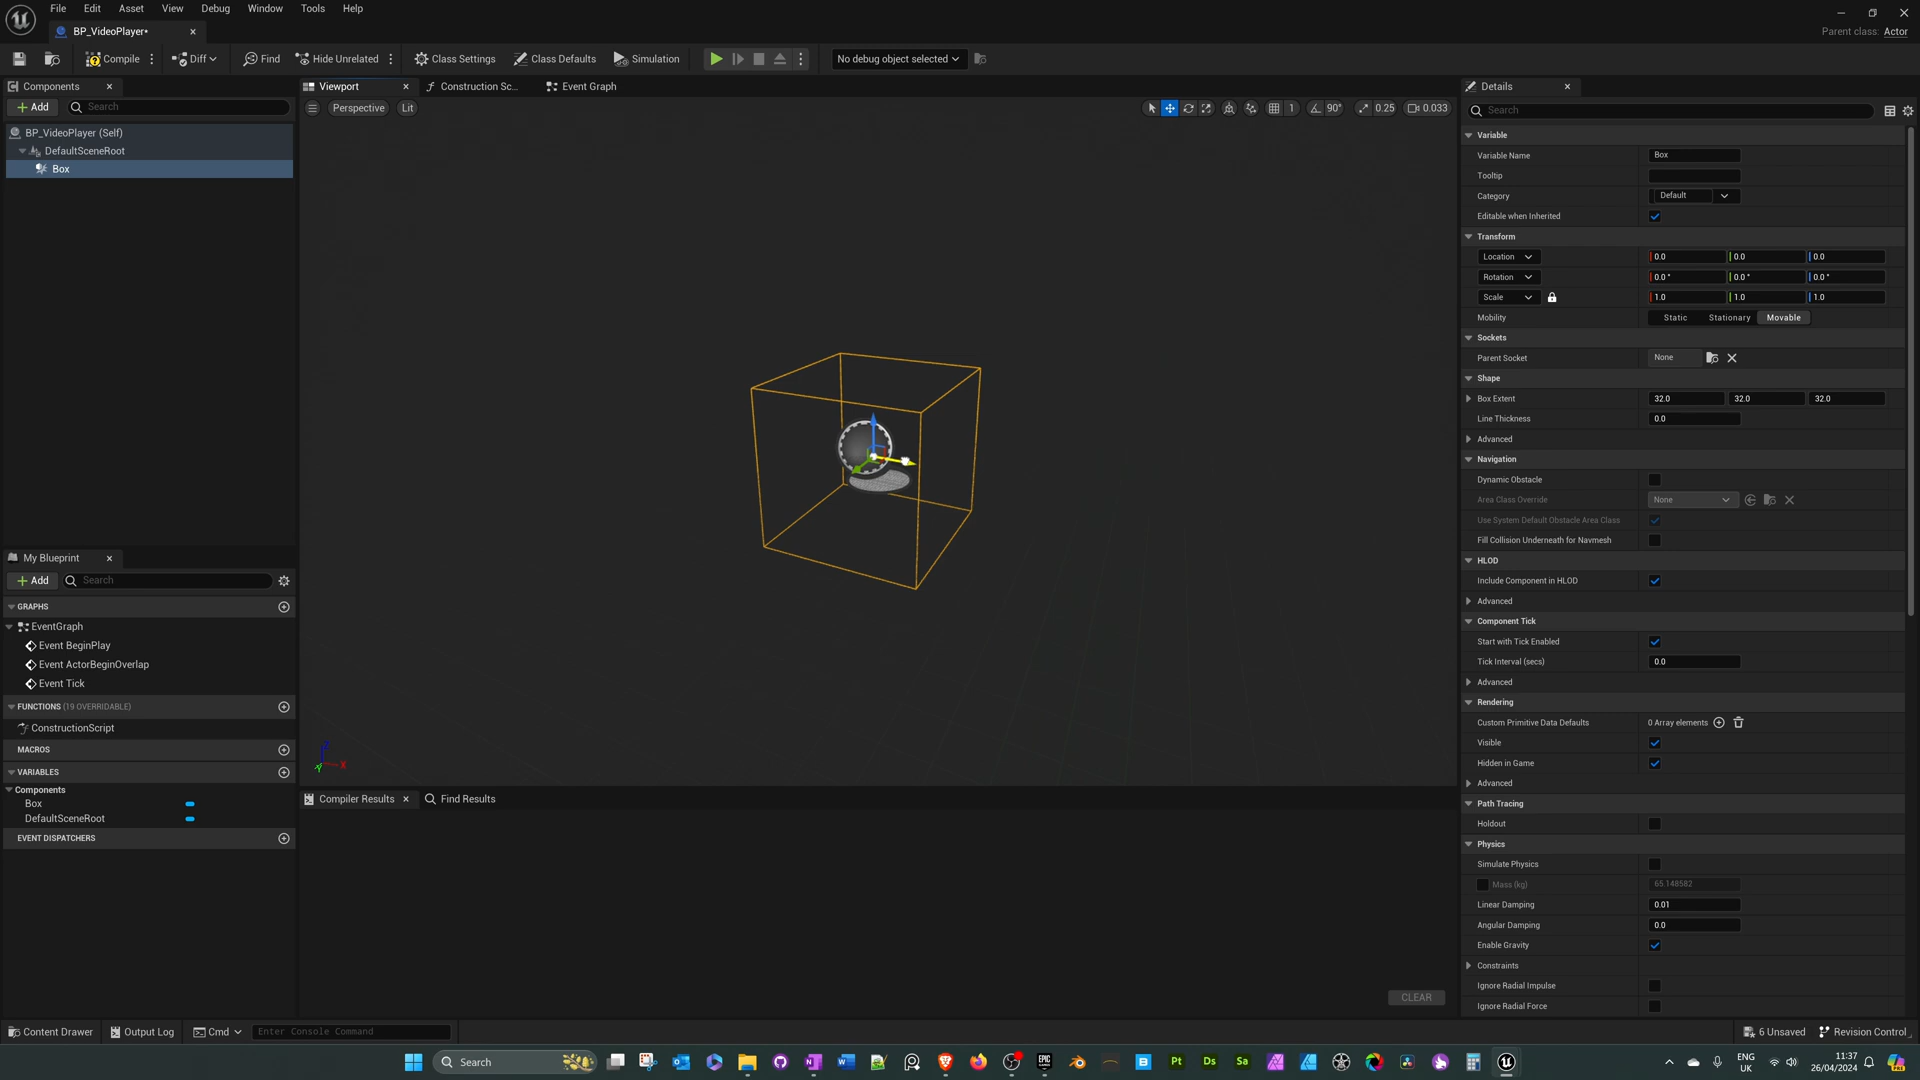 File Edit Asset View Debug Window Tools Help
BP_VideoPlayer•
Parent class: Actor
Compile Diff Find Hide Unrelated Class Settings Class Defaults Simulation No debug object selected
Components
Add Search
BP_VideoPlayer (Self)
DefaultSceneRoot
Box
My Blueprint
Add Search
GRAPHS
EventGraph
Event BeginPlay
Event ActorBeginOverlap
Event Tick
FUNCTIONS (19 OVERRIDABLE)
ConstructionScript
MACROS
VARIABLES
Components
Box
DefaultSceneRoot
EVENT DISPATCHERS
Viewport Construction Sc... Event Graph
Perspective Lit 1 90° 0.25 0.033
Z
X
Y
Compiler Results Find Results
CLEAR
Details
Search
Variable
Variable Name Box
Tooltip
Category Default
Editable when Inherited
Transform
Location 0.0 0.0 0.0
Rotation 0.0 ° 0.0 ° 0.0 °
Scale 1.0 1.0 1.0
Mobility Static Stationary Movable
Sockets
Parent Socket None
Shape
Box Extent 32.0 32.0 32.0
Line Thickness 0.0
Advanced
Navigation
Dynamic Obstacle
Area Class Override None
Use System Default Obstacle Area Class
Fill Collision Underneath for Navmesh
HLOD
Include Component in HLOD
Advanced
Component Tick
Start with Tick Enabled
Tick Interval (secs) 0.0
Advanced
Rendering
Custom Primitive Data Defaults 0 Array elements
Visible
Hidden in Game
Advanced
Path Tracing
Holdout
Physics
Simulate Physics
Mass (kg) 65.148582
Linear Damping 0.01
Angular Damping 0.0
Enable Gravity
Constraints
Ignore Radial Impulse
Ignore Radial Force
Content Drawer Output Log Cmd Enter Console Command 6 Unsaved Revision Control
Search Pt Ds Sa
ENG
UK
11:37
26/04/2024